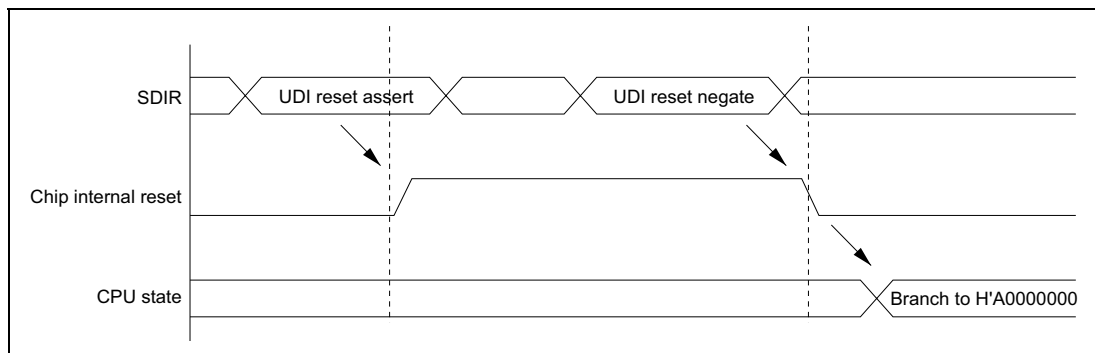 SDIR
UDI reset assert
UDI reset negate
Chip internal reset
CPU state
Branch to H'A0000000